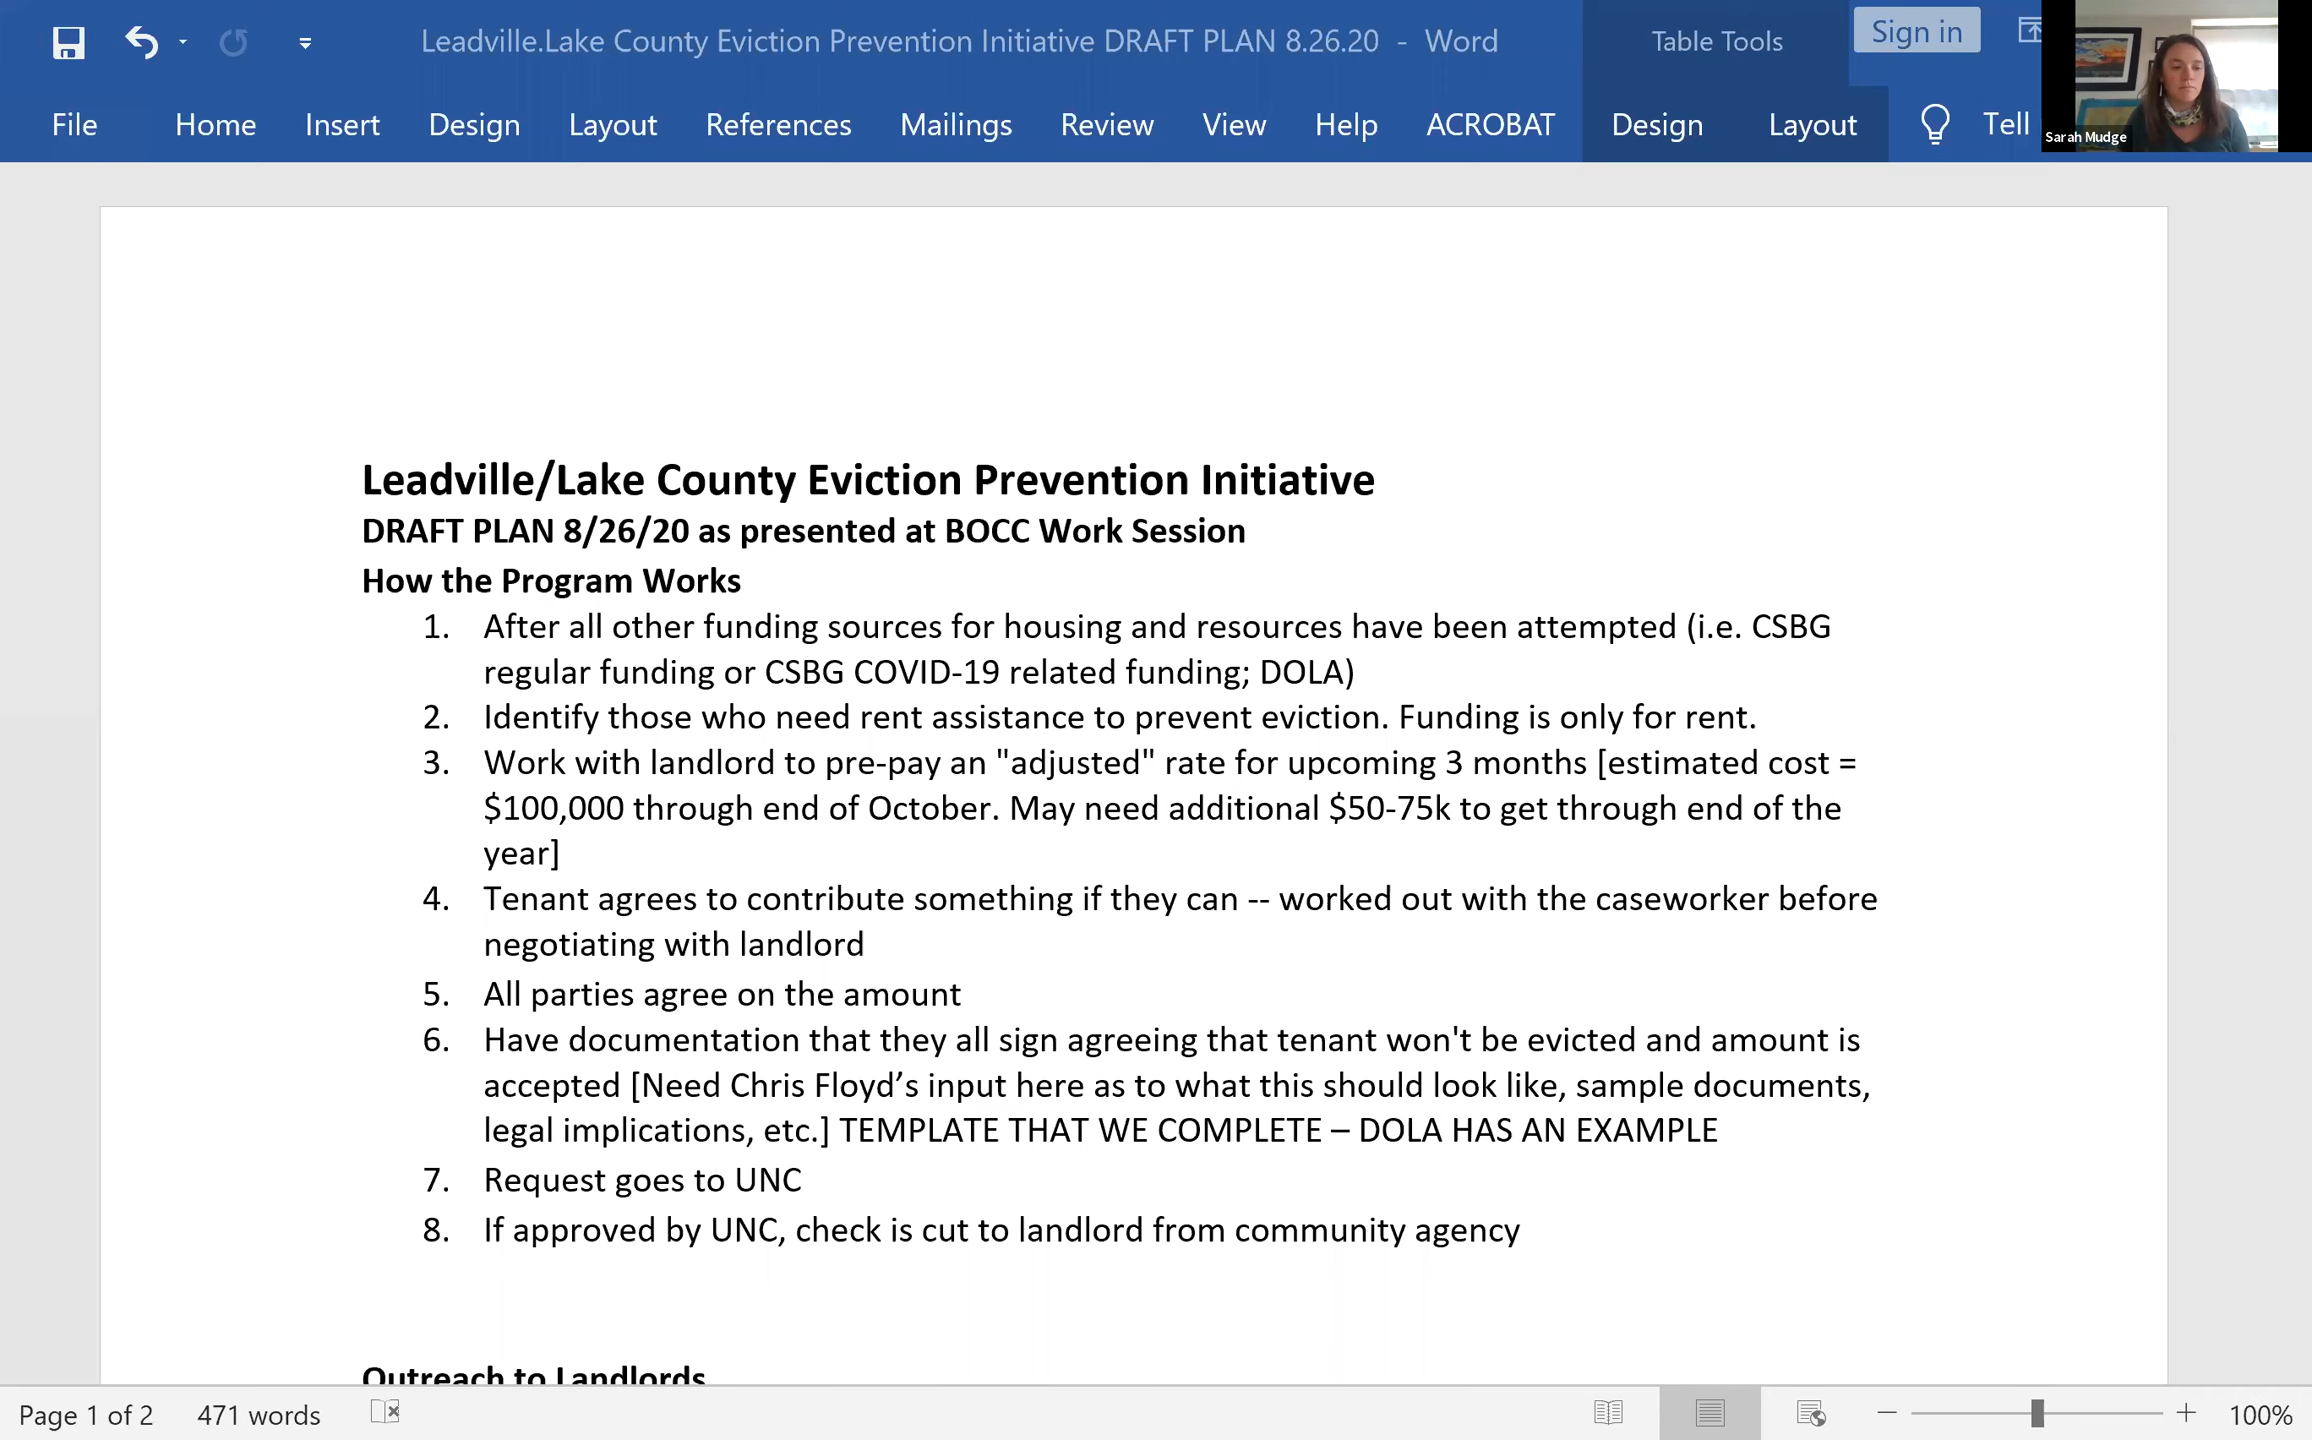 Leadville.Lake County Eviction Prevention Initiative DRAFT PLAN 8.26.20 - Word
Table Tools
Sign in
File Home Insert Design Layout References Mailings Review View Help ACROBAT Design Layout Tell
Sarah Mudge
Leadville/Lake County Eviction Prevention Initiative
DRAFT PLAN 8/26/20 as presented at BOCC Work Session
How the Program Works
1. After all other funding sources for housing and resources have been attempted (i.e. CSBG
regular funding or CSBG COVID-19 related funding; DOLA)
2. Identify those who need rent assistance to prevent eviction. Funding is only for rent.
3. Work with landlord to pre-pay an "adjusted" rate for upcoming 3 months [estimated cost =
$100,000 through end of October. May need additional $50-75k to get through end of the
year]
4. Tenant agrees to contribute something if they can -- worked out with the caseworker before
negotiating with landlord
5. All parties agree on the amount
6. Have documentation that they all sign agreeing that tenant won't be evicted and amount is
accepted [Need Chris Floyd’s input here as to what this should look like, sample documents,
legal implications, etc.] TEMPLATE THAT WE COMPLETE – DOLA HAS AN EXAMPLE
7. Request goes to UNC
8. If approved by UNC, check is cut to landlord from community agency
Outreach to Landlords
Page 1 of 2 471 words 100%